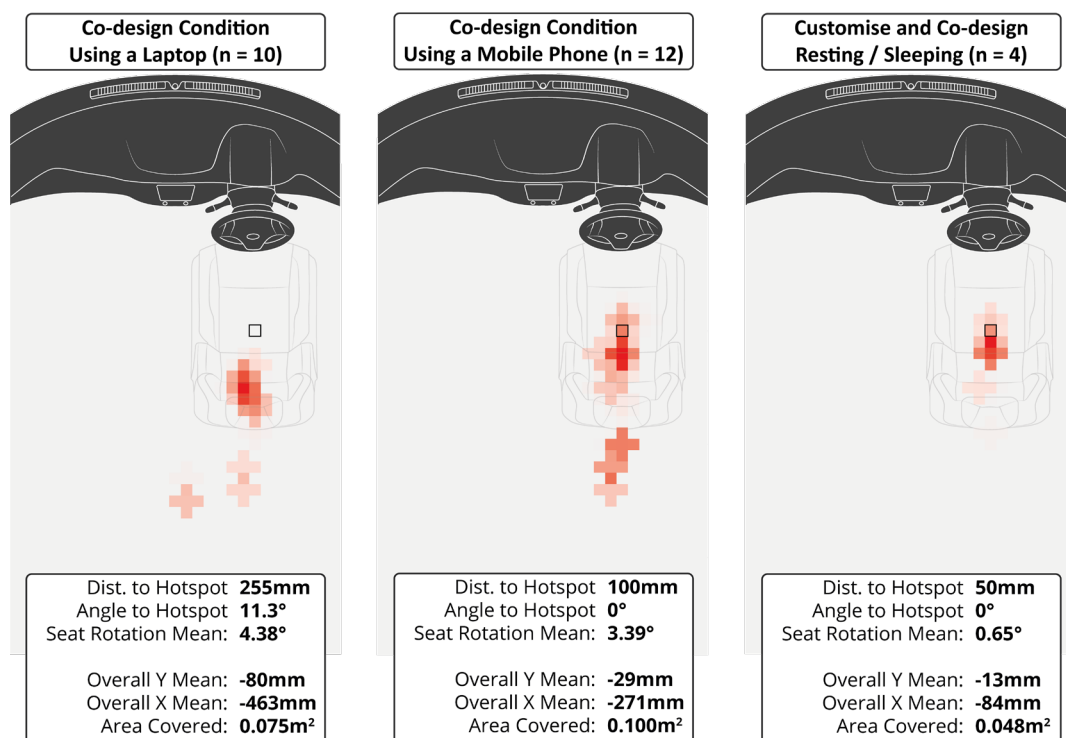 Co-design Condition
Using a Laptop (n = 10)
Dist. to Hotspot 255mm
Angle to Hotspot 11.3°
Seat Rotation Mean: 4.38°
Overall Y Mean: -80mm
Overall X Mean: -463mm
Area Covered: 0.075m²
Co-design Condition
Using a Mobile Phone (n = 12)
Dist. to Hotspot 100mm
Angle to Hotspot 0°
Seat Rotation Mean: 3.39°
Overall Y Mean: -29mm
Overall X Mean: -271mm
Area Covered: 0.100m²
Customise and Co-design
Resting / Sleeping (n = 4)
Dist. to Hotspot 50mm
Angle to Hotspot 0°
Seat Rotation Mean: 0.65°
Overall Y Mean: -13mm
Overall X Mean: -84mm
Area Covered: 0.048m²